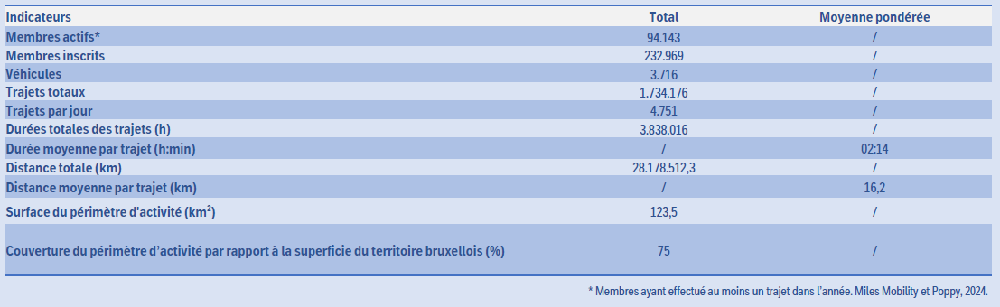 Indicateurs Total Moyenne pondérée
Membres actifs* 94.143 /
Membres inscrits 232.969 /
Véhicules 3.716 /
Trajets totaux 1.734.176 /
Trajets par jour 4.751 /
Durées totales des trajets (h) 3.838.016 /
Durée moyenne par trajet (h:min) / 02:14
Distance totale (km) 28.178.512,3 /
Distance moyenne par trajet (km) / 16,2
Surface du périmètre d'activité (km²) 123,5 /
Couverture du périmètre d’activité par rapport à la superficie du territoire bruxellois (%) 75 /
* Membres ayant effectué au moins un trajet dans l’année. Miles Mobility et Poppy, 2024.